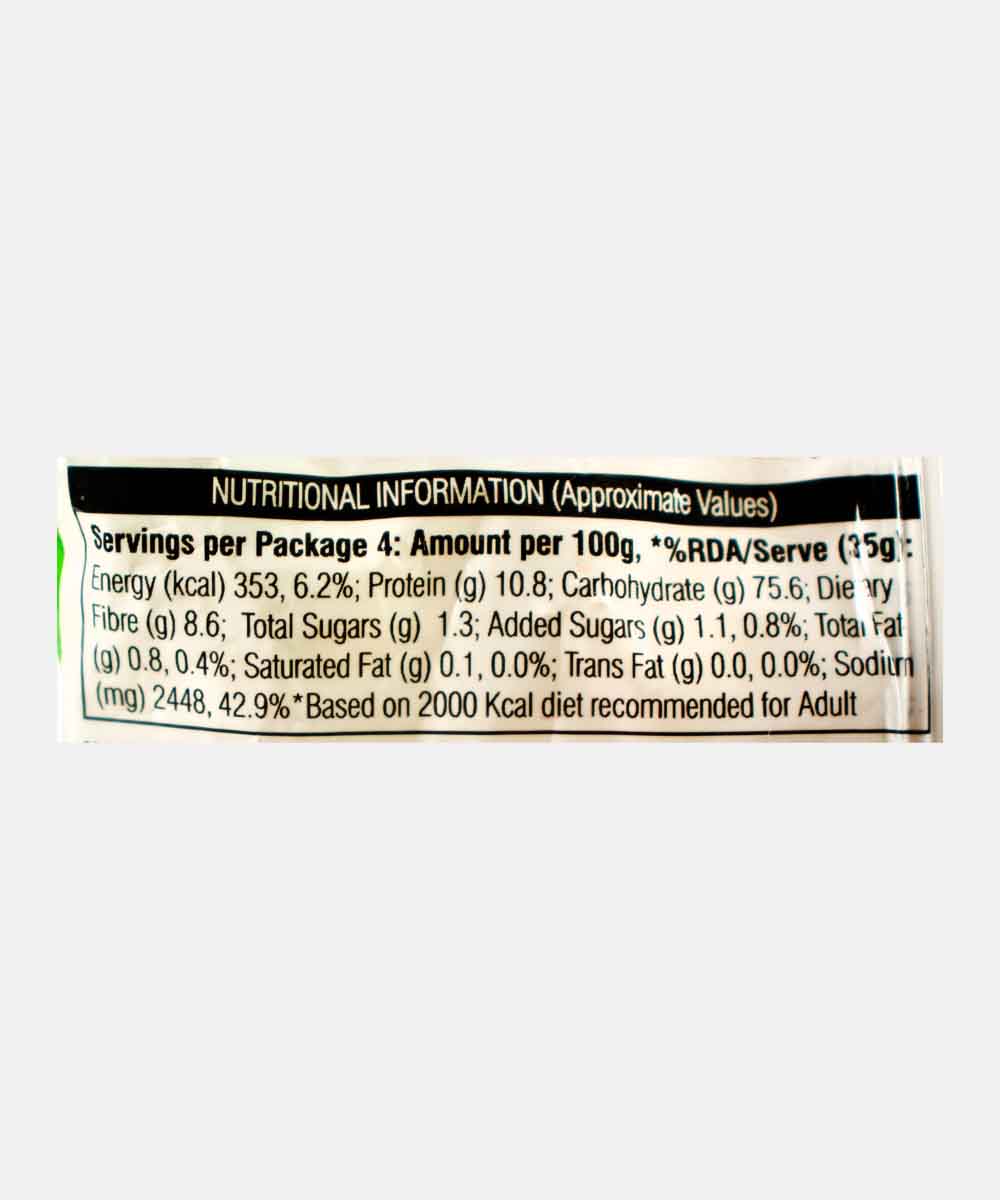 NUTRITIONAL INFORMATION (Approximate Values)
Servings per Package 4: Amount per 100g, *%RDA/Serve (35g):
Energy (kcal) 353, 6.2%; Protein (g) 10.8; Carbohydrate (g) 75.6; Dietary
Fibre (g) 8.6; Total Sugars (g) 1.3; Added Sugars (g) 1.1, 0.8%; Total Fat
(g) 0.8, 0.4%; Saturated Fat (g) 0.1, 0.0%; Trans Fat (g) 0.0, 0.0%; Sodium
(mg) 2448, 42.9%*Based on 2000 Kcal diet recommended for Adult